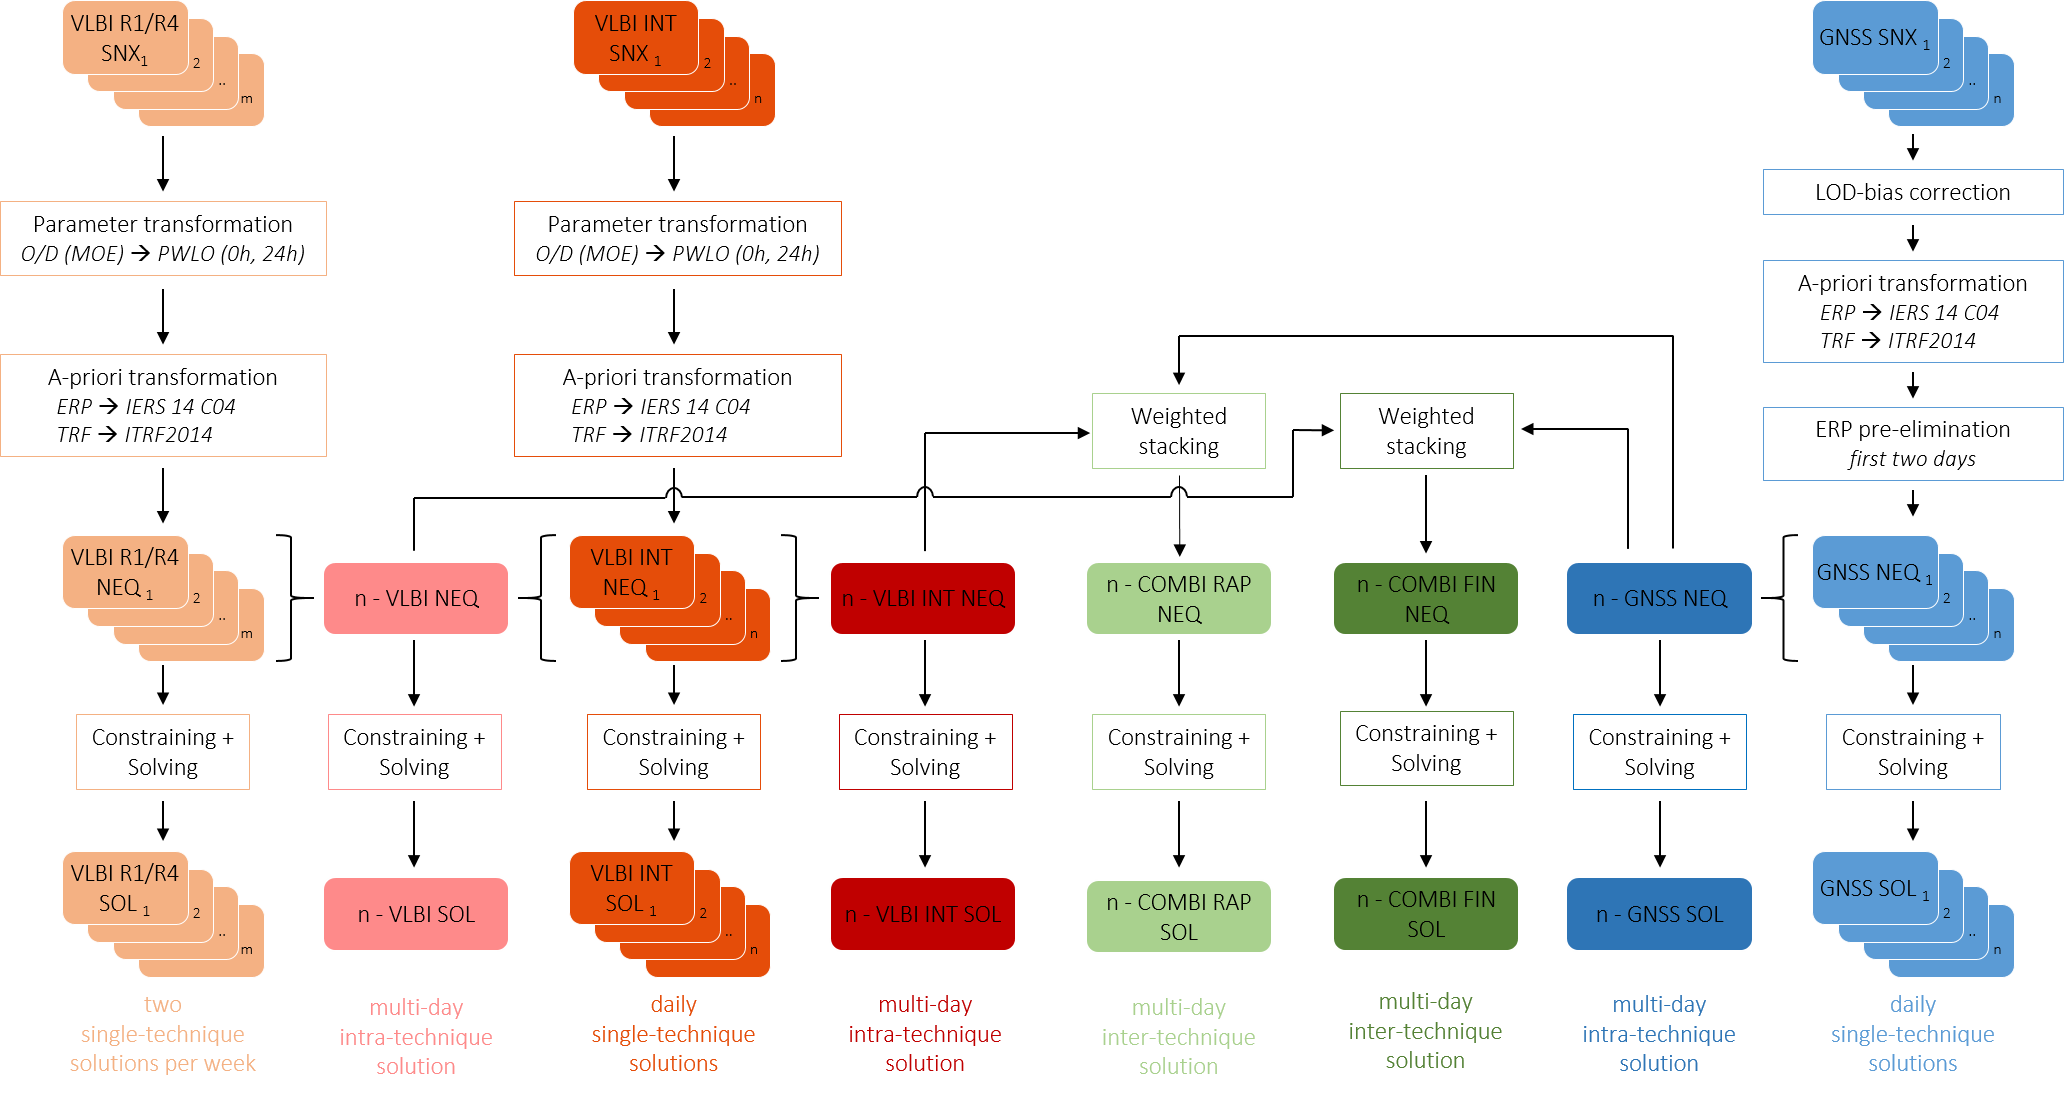 VLBI R1/R4
SNX1
2
..
m
VLBI INT
SNX 1
2
..
n
GNSS SNX 1
2
..
n
Parameter transformation
O/D (MOE) → PWLO (0h, 24h)
Parameter transformation
O/D (MOE) → PWLO (0h, 24h)
LOD-bias correction
A-priori transformation
ERP → IERS 14 C04
TRF → ITRF2014
A-priori transformation
ERP → IERS 14 C04
TRF → ITRF2014
A-priori transformation
ERP → IERS 14 C04
TRF → ITRF2014
Weighted
stacking
Weighted
stacking
ERP pre-elimination
first two days
VLBI R1/R4
NEQ 1
2
..
m
n - VLBI NEQ
VLBI INT
NEQ 1
2
..
n
n - VLBI INT NEQ
n - COMBI RAP
NEQ
n - COMBI FIN
NEQ
n - GNSS NEQ
GNSS NEQ 1
2
..
n
Constraining +
Solving
Constraining +
Solving
Constraining +
Solving
Constraining +
Solving
Constraining +
Solving
Constraining +
Solving
Constraining +
Solving
Constraining +
Solving
VLBI R1/R4
SOL 1
2
..
m
n - VLBI SOL
VLBI INT
SOL 1
2
..
n
n - VLBI INT SOL
n - COMBI RAP
SOL
n - COMBI FIN
SOL
n - GNSS SOL
GNSS SOL 1
2
..
n
two
single-technique
solutions per week
multi-day
intra-technique
solution
daily
single-technique
solutions
multi-day
intra-technique
solution
multi-day
inter-technique
solution
multi-day
inter-technique
solution
multi-day
intra-technique
solution
daily
single-technique
solutions